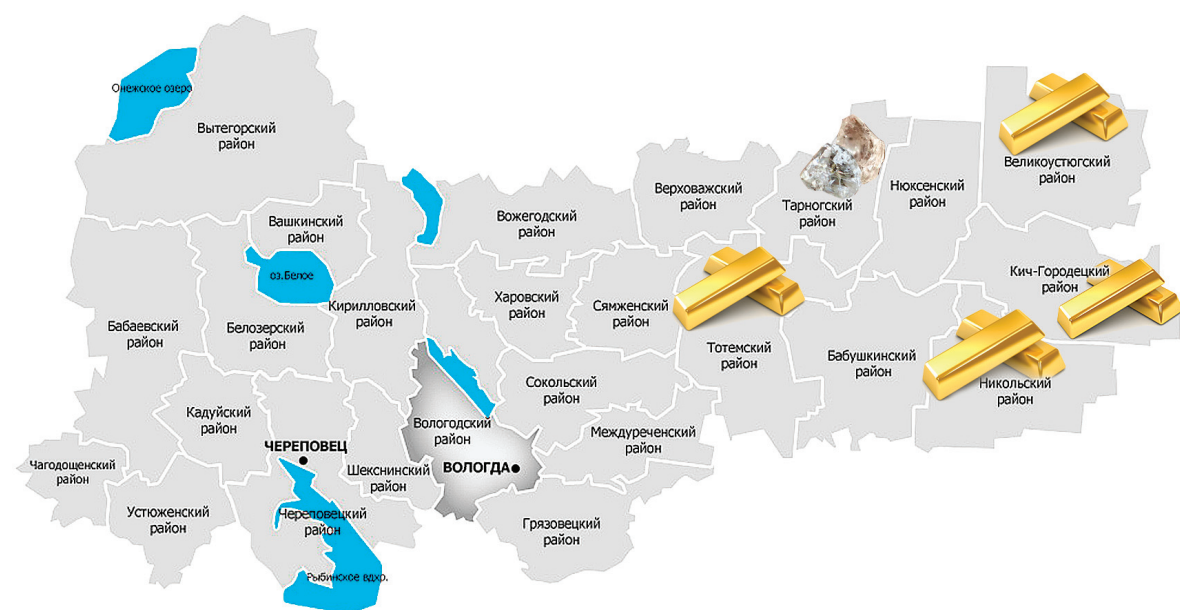 Онежское озеро
Вытегорский
район
Великоустюгский
район
Верховажский
район
Тарногский
район
Нюксенский
район
Вашкинский
район
Вожегодский
район
оз.Белое
Кич-Городецкий
район
Кирилловский
район
Харовский
район
Сямженский
район
Бабаевский
район
Белозерский
район
Тотемский
район
Бабушкинский
район
Никольский
район
Сокольский
район
Кадуйский
район
Вологодский
район
Междуреченский
район
ЧЕРЕПОВЕЦ
ВОЛОГДА
Чагодощенский
район
Шекснинский
район
Устюженский
район
Череповецкий
район
Грязовецкий
район
Рыбинское вдхр.